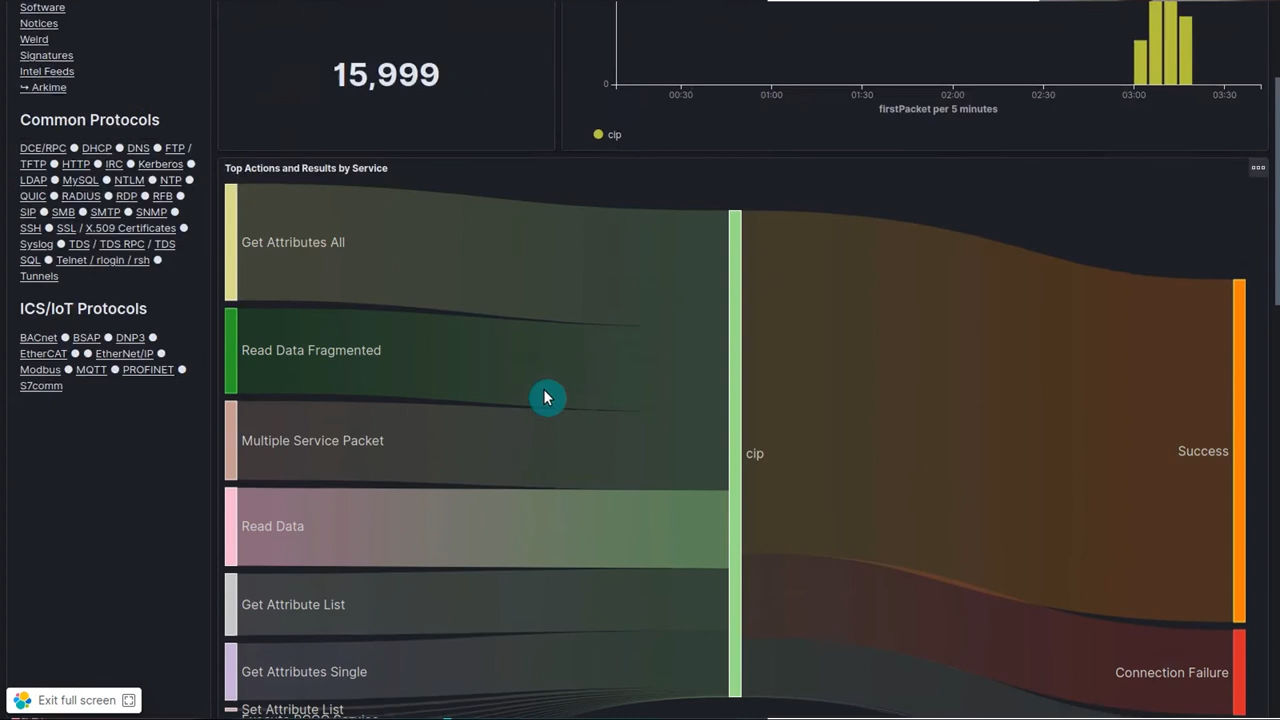 Software
Notices
Weird
Signatures
Intel Feeds
↪ Arkime
Common Protocols
DCE/RPC ● DHCP ● DNS ● FTP /
TFTP ● HTTP ● IRC ● Kerberos ●
LDAP ● MySQL ● NTLM ● NTP ●
QUIC ● RADIUS ● RDP ● RFB ●
SIP ● SMB ● SMTP ● SNMP ●
SSH ● SSL / X.509 Certificates ●
Syslog ● TDS / TDS RPC / TDS
SQL ● Telnet / rlogin / rsh ●
Tunnels
ICS/IoT Protocols
BACnet ● BSAP ● DNP3 ●
EtherCAT ● ● EtherNet/IP ●
Modbus ● MQTT ● PROFINET ●
S7comm
Exit full screen
15,999
0
00:30 01:00 01:30 02:00 02:30 03:00 03:30
firstPacket per 5 minutes
cip
Top Actions and Results by Service
Get Attributes All
Read Data Fragmented
Multiple Service Packet
Read Data
Get Attribute List
Get Attributes Single
Set Attribute List
cip
Success
Connection Failure